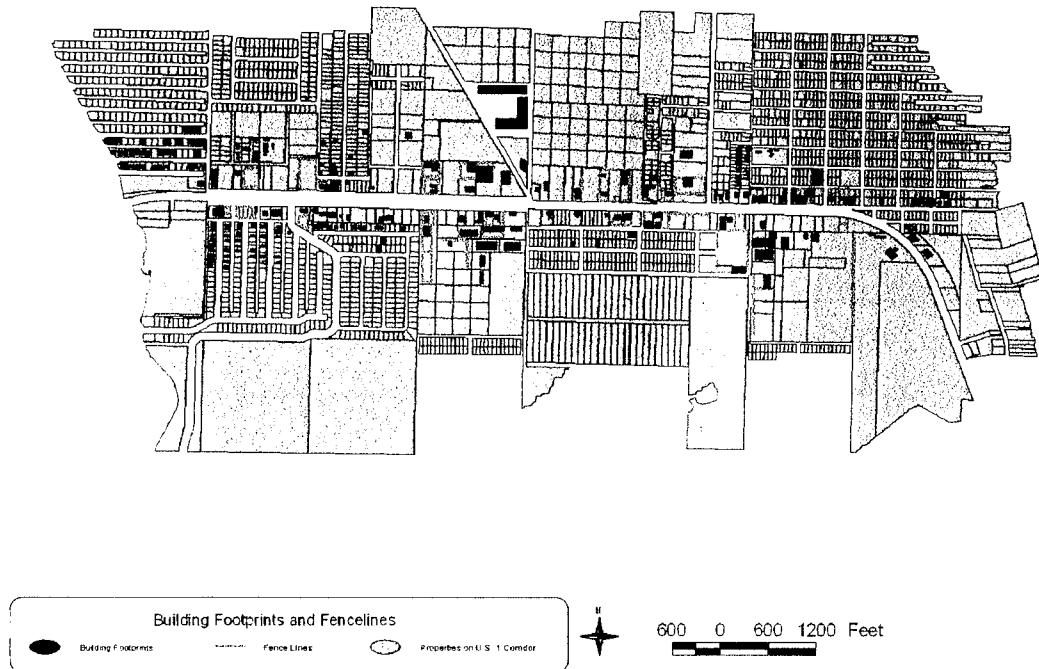 Building Footprints and Fencelines
Building Footprints
Fence Lines
Properties on U.S. 1 Corridor
N
600 0 600 1200 Feet